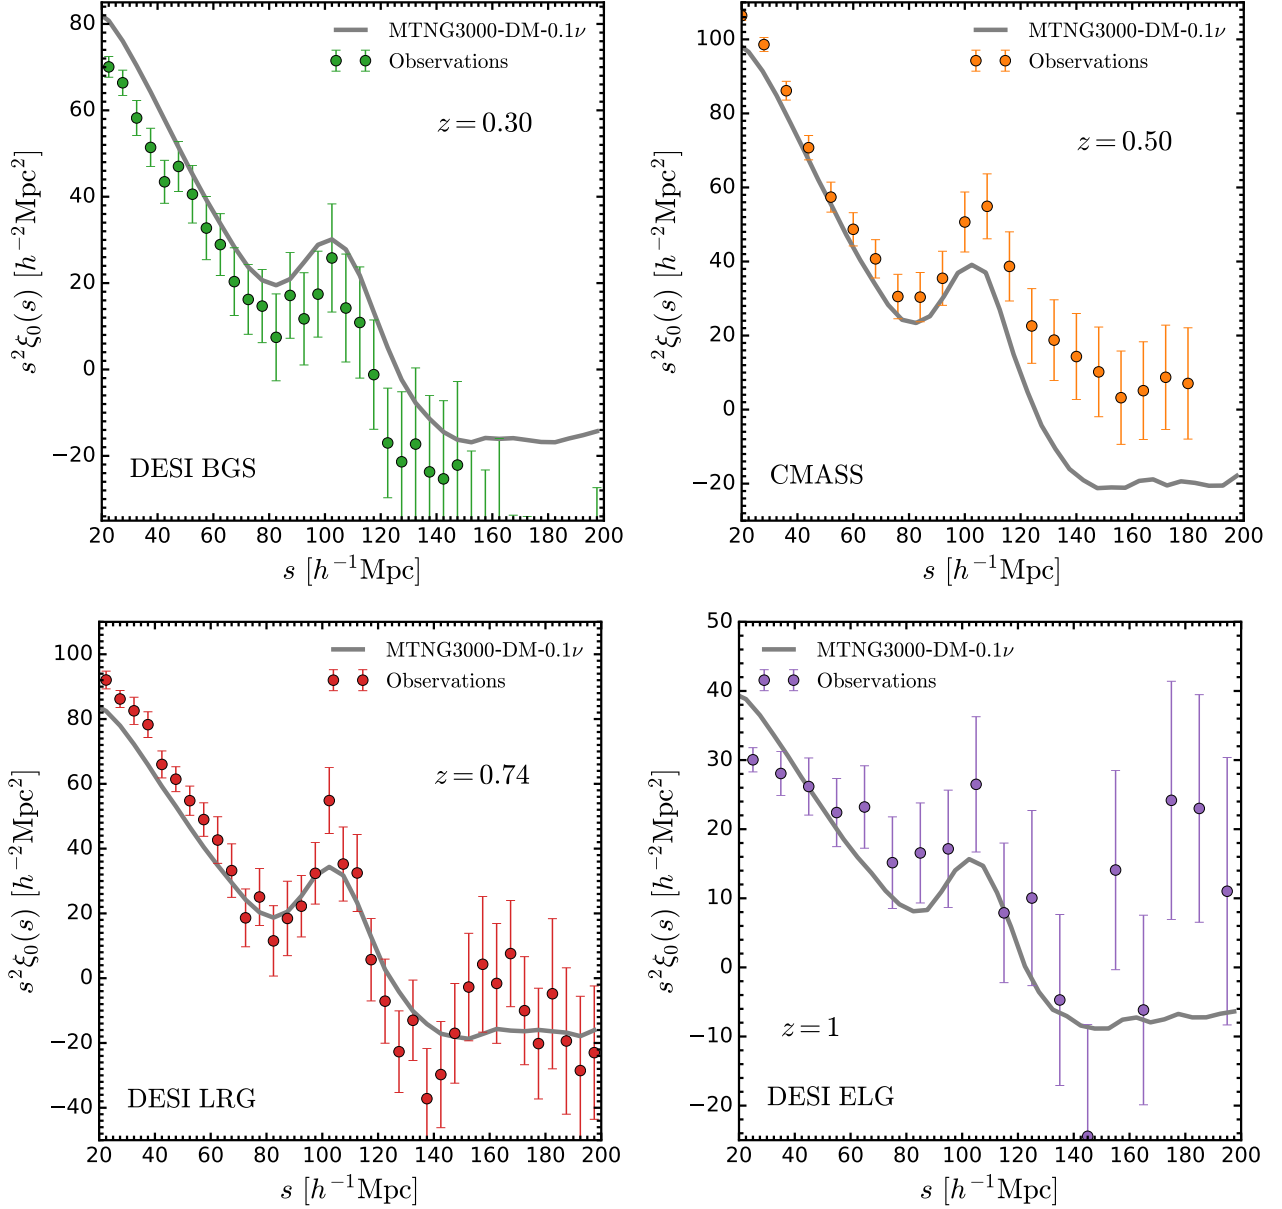 MTNG3000-DM-0.1ν
Observations
z = 0.30
DESI BGS
80
60
40
20
0
−20
20 40 60 80 100 120 140 160 180 200
s [h⁻¹Mpc]
s²ξ₀(s) [h⁻²Mpc²]
MTNG3000-DM-0.1ν
Observations
z = 0.50
CMASS
100
80
60
40
20
0
−20
20 40 60 80 100 120 140 160 180 200
s [h⁻¹Mpc]
s²ξ₀(s) [h⁻²Mpc²]
MTNG3000-DM-0.1ν
Observations
z = 0.74
DESI LRG
100
80
60
40
20
0
−20
−40
20 40 60 80 100 120 140 160 180 200
s [h⁻¹Mpc]
s²ξ₀(s) [h⁻²Mpc²]
MTNG3000-DM-0.1ν
Observations
z = 1
DESI ELG
50
40
30
20
10
0
−10
−20
20 40 60 80 100 120 140 160 180 200
s [h⁻¹Mpc]
s²ξ₀(s) [h⁻²Mpc²]